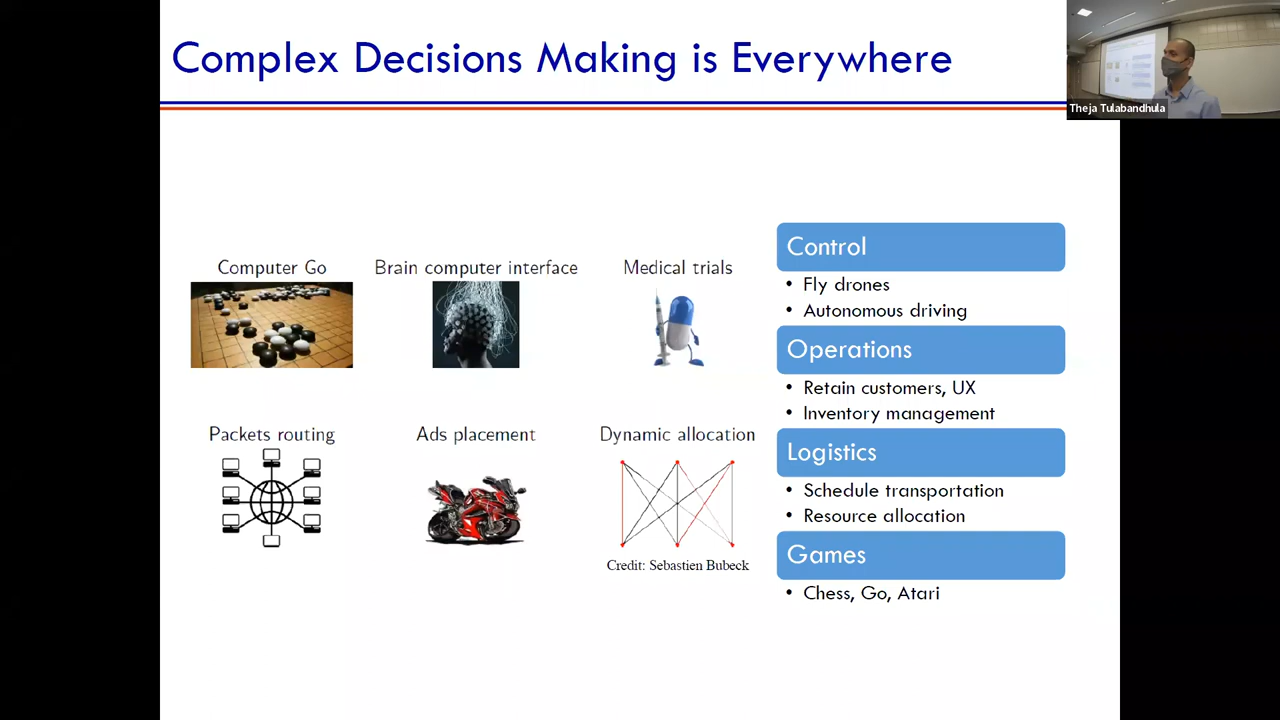 Complex Decisions Making is Everywhere
Theja Tulabandhula
Computer Go
Brain computer interface
Medical trials
Packets routing
Ads placement
Dynamic allocation
Credit: Sebastien Bubeck
Control
• Fly drones
• Autonomous driving
Operations
• Retain customers, UX
• Inventory management
Logistics
• Schedule transportation
• Resource allocation
Games
• Chess, Go, Atari